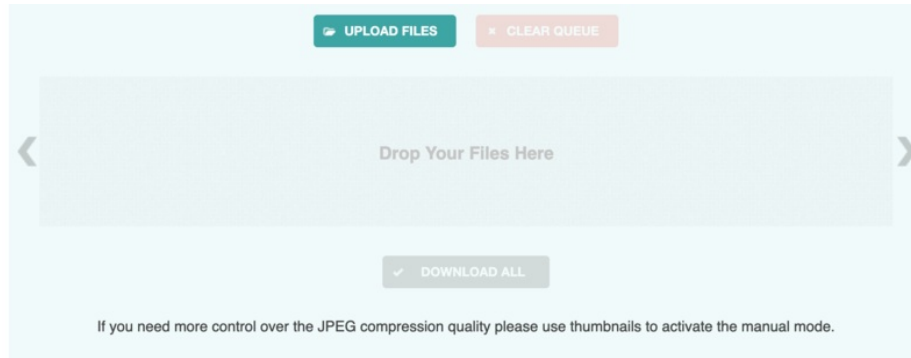 UPLOAD FILES
CLEAR QUEUE
Drop Your Files Here
DOWNLOAD ALL
If you need more control over the JPEG compression quality please use thumbnails to activate the manual mode.